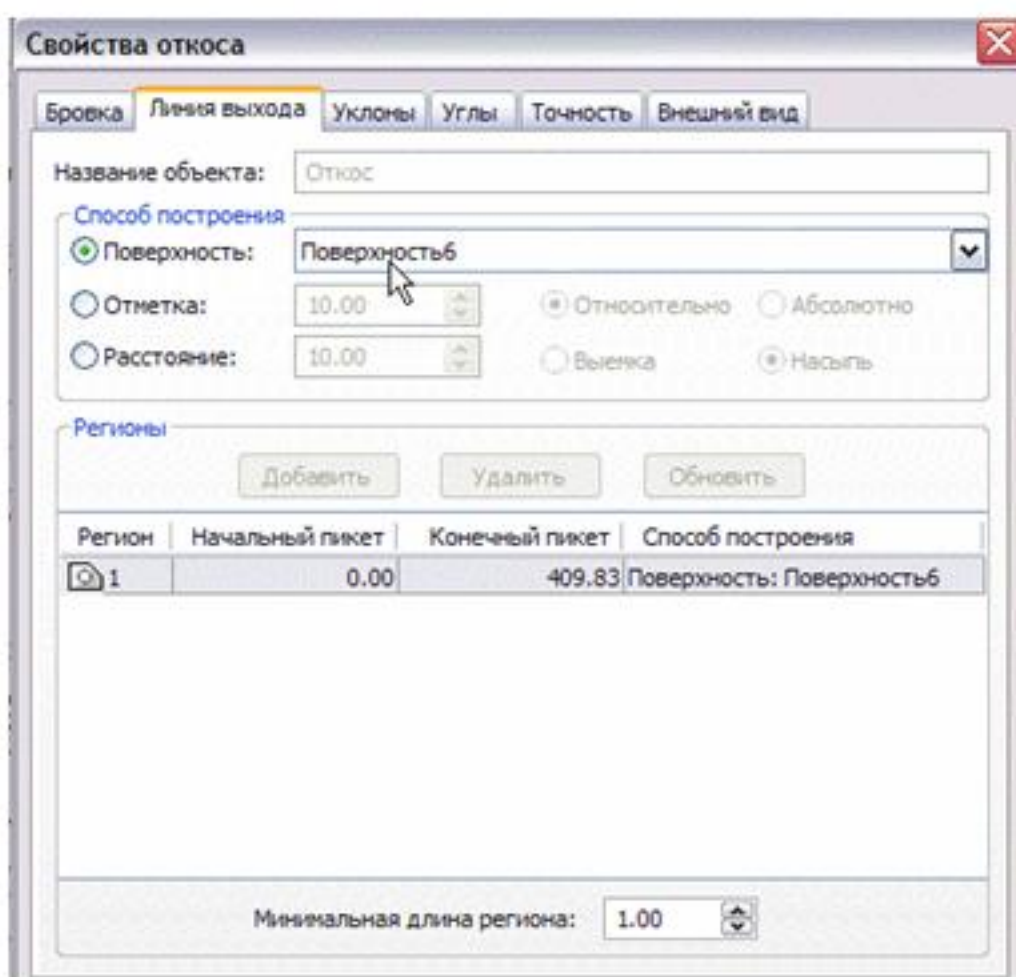 Свойства откоса
Бровка Линия выхода Уклоны Углы Точность Внешний вид
Название объекта: Откос
Способ построения
Поверхность: Поверхность6
Отметка: 10.00 Относительно Абсолютно
Расстояние: 10.00 Выемка Насыпь
Регионы
Добавить Удалить Обновить
Регион Начальный пикет Конечный пикет Способ построения
1 0.00 409.83 Поверхность: Поверхность6
Минимальная длина региона: 1.00